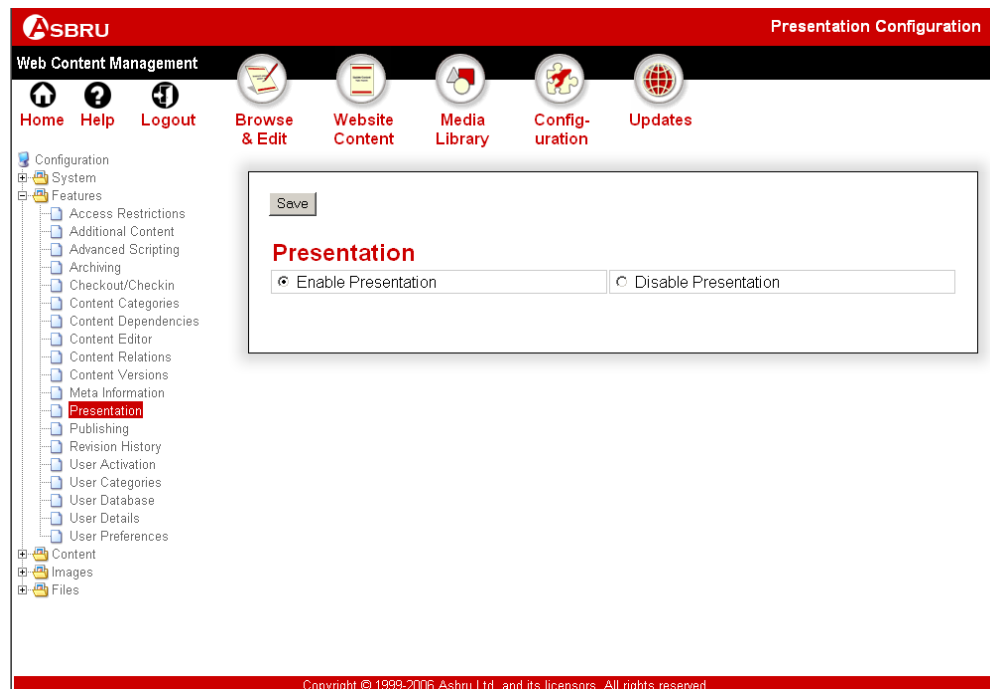 ASBRU
Presentation Configuration
Web Content Management
Home
Help
Logout
Browse
& Edit
Website
Content
Media
Library
Config-
uration
Updates
Configuration
System
Features
Access Restrictions
Additional Content
Advanced Scripting
Archiving
Checkout/Checkin
Content Categories
Content Dependencies
Content Editor
Content Relations
Content Versions
Meta Information
Presentation
Publishing
Revision History
User Activation
User Categories
User Database
User Details
User Preferences
Content
Images
Files
Save
Presentation
Enable Presentation
Disable Presentation
Copyright © 1999-2006 Asbru Ltd. and its licensors. All rights reserved.